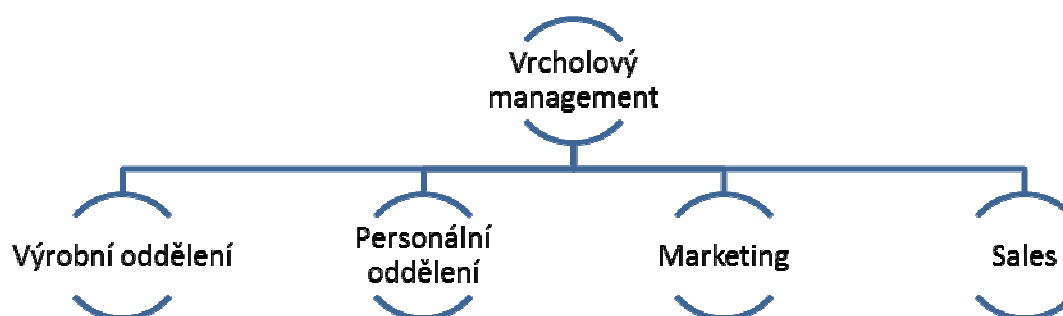 Vrcholový
management
Výrobní oddělení
Personální
oddělení
Marketing
Sales